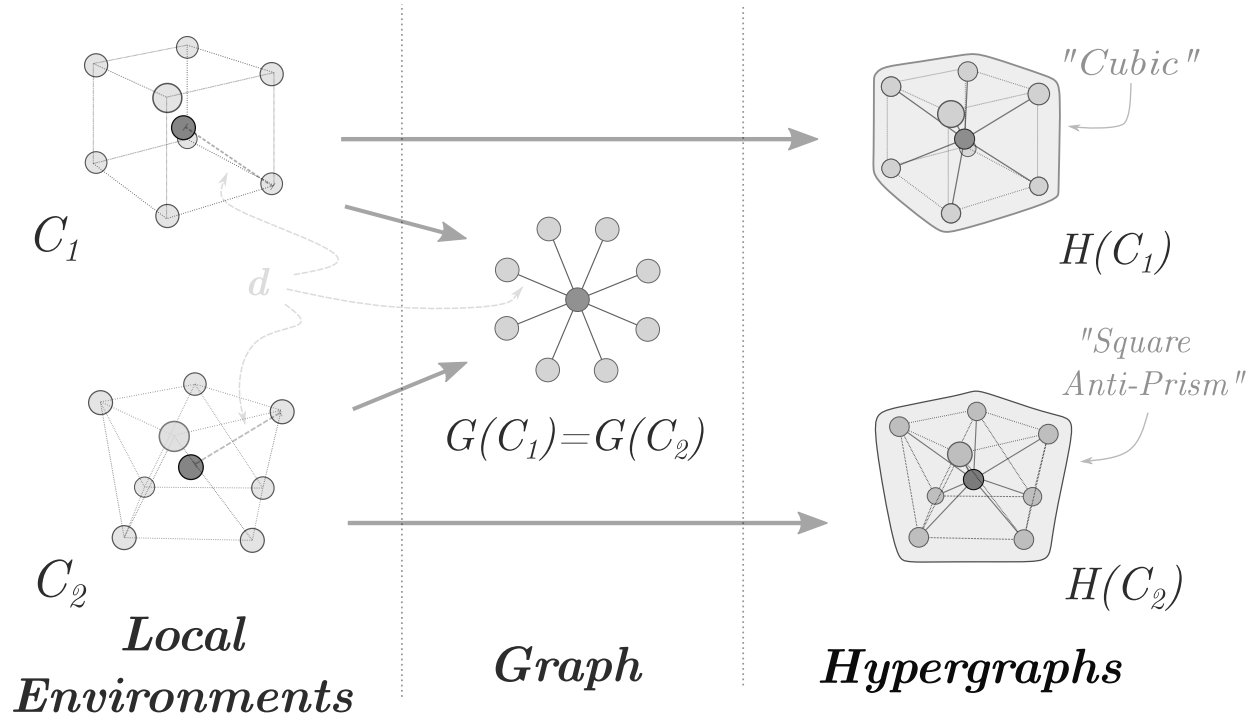 "Cubic"
C₁
H(C₁)
d
"Square
Anti-Prism"
G(C₁)=G(C₂)
C₂
H(C₂)
Local
Environments
Graph
Hypergraphs